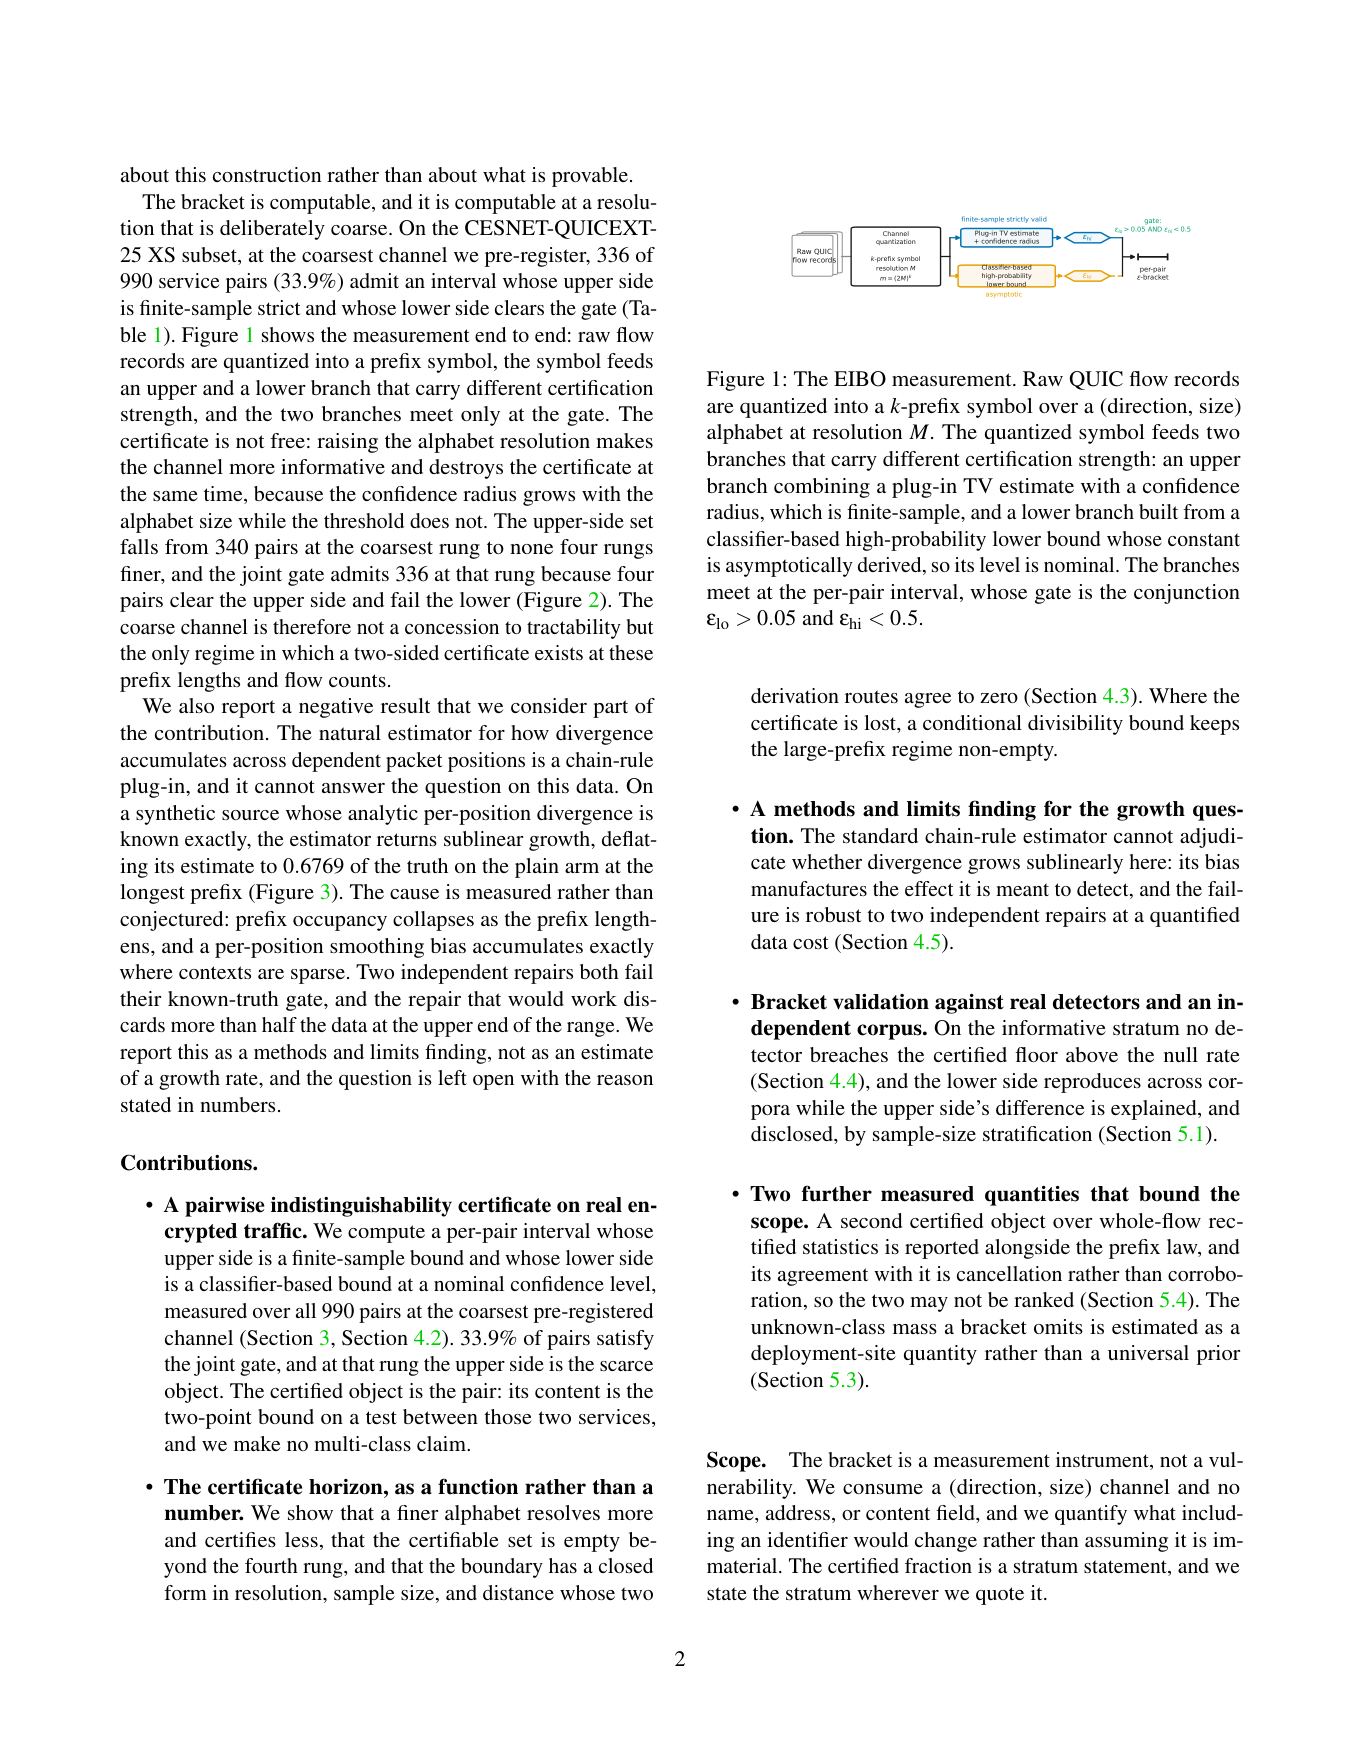 about this construction rather than about what is provable.
The bracket is computable, and it is computable at a resolu-
tion that is deliberately coarse. On the CESNET-QUICEXT-
25 XS subset, at the coarsest channel we pre-register, 336 of
990 service pairs (33.9%) admit an interval whose upper side
is finite-sample strict and whose lower side clears the gate (Ta-
ble 1). Figure 1 shows the measurement end to end: raw flow
records are quantized into a prefix symbol, the symbol feeds
an upper and a lower branch that carry different certification
strength, and the two branches meet only at the gate. The
certificate is not free: raising the alphabet resolution makes
the channel more informative and destroys the certificate at
the same time, because the confidence radius grows with the
alphabet size while the threshold does not. The upper-side set
falls from 340 pairs at the coarsest rung to none four rungs
finer, and the joint gate admits 336 at that rung because four
pairs clear the upper side and fail the lower (Figure 2). The
coarse channel is therefore not a concession to tractability but
the only regime in which a two-sided certificate exists at these
prefix lengths and flow counts.
We also report a negative result that we consider part of
the contribution. The natural estimator for how divergence
accumulates across dependent packet positions is a chain-rule
plug-in, and it cannot answer the question on this data. On
a synthetic source whose analytic per-position divergence is
known exactly, the estimator returns sublinear growth, deflat-
ing its estimate to 0.6769 of the truth on the plain arm at the
longest prefix (Figure 3). The cause is measured rather than
conjectured: prefix occupancy collapses as the prefix length-
ens, and a per-position smoothing bias accumulates exactly
where contexts are sparse. Two independent repairs both fail
their known-truth gate, and the repair that would work dis-
cards more than half the data at the upper end of the range. We
report this as a methods and limits finding, not as an estimate
of a growth rate, and the question is left open with the reason
stated in numbers.
Contributions.
• A pairwise indistinguishability certificate on real en-
crypted traffic. We compute a per-pair interval whose
upper side is a finite-sample bound and whose lower side
is a classifier-based bound at a nominal confidence level,
measured over all 990 pairs at the coarsest pre-registered
channel (Section 3, Section 4.2). 33.9% of pairs satisfy
the joint gate, and at that rung the upper side is the scarce
object. The certified object is the pair: its content is the
two-point bound on a test between those two services,
and we make no multi-class claim.
• The certificate horizon, as a function rather than a
number. We show that a finer alphabet resolves more
and certifies less, that the certifiable set is empty be-
yond the fourth rung, and that the boundary has a closed
form in resolution, sample size, and distance whose two
Raw QUIC
flow records
Channel
quantization
k-prefix symbol
resolution M
m = (2M)^k
finite-sample strictly valid
Plug-in TV estimate
+ confidence radius
ε_hi
Classifier-based
high-probability
lower bound
asymptotic
ε_lo
gate:
ε_lo > 0.05 AND ε_hi < 0.5
per-pair
ε-bracket
Figure 1: The EIBO measurement. Raw QUIC flow records
are quantized into a k-prefix symbol over a (direction, size)
alphabet at resolution M. The quantized symbol feeds two
branches that carry different certification strength: an upper
branch combining a plug-in TV estimate with a confidence
radius, which is finite-sample, and a lower branch built from a
classifier-based high-probability lower bound whose constant
is asymptotically derived, so its level is nominal. The branches
meet at the per-pair interval, whose gate is the conjunction
ε_lo > 0.05 and ε_hi < 0.5.
derivation routes agree to zero (Section 4.3). Where the
certificate is lost, a conditional divisibility bound keeps
the large-prefix regime non-empty.
• A methods and limits finding for the growth ques-
tion. The standard chain-rule estimator cannot adjudi-
cate whether divergence grows sublinearly here: its bias
manufactures the effect it is meant to detect, and the fail-
ure is robust to two independent repairs at a quantified
data cost (Section 4.5).
• Bracket validation against real detectors and an in-
dependent corpus. On the informative stratum no de-
tector breaches the certified floor above the null rate
(Section 4.4), and the lower side reproduces across cor-
pora while the upper side's difference is explained, and
disclosed, by sample-size stratification (Section 5.1).
• Two further measured quantities that bound the
scope. A second certified object over whole-flow rec-
tified statistics is reported alongside the prefix law, and
its agreement with it is cancellation rather than corrobo-
ration, so the two may not be ranked (Section 5.4). The
unknown-class mass a bracket omits is estimated as a
deployment-site quantity rather than a universal prior
(Section 5.3).
Scope. The bracket is a measurement instrument, not a vul-
nerability. We consume a (direction, size) channel and no
name, address, or content field, and we quantify what includ-
ing an identifier would change rather than assuming it is im-
material. The certified fraction is a stratum statement, and we
state the stratum wherever we quote it.
2